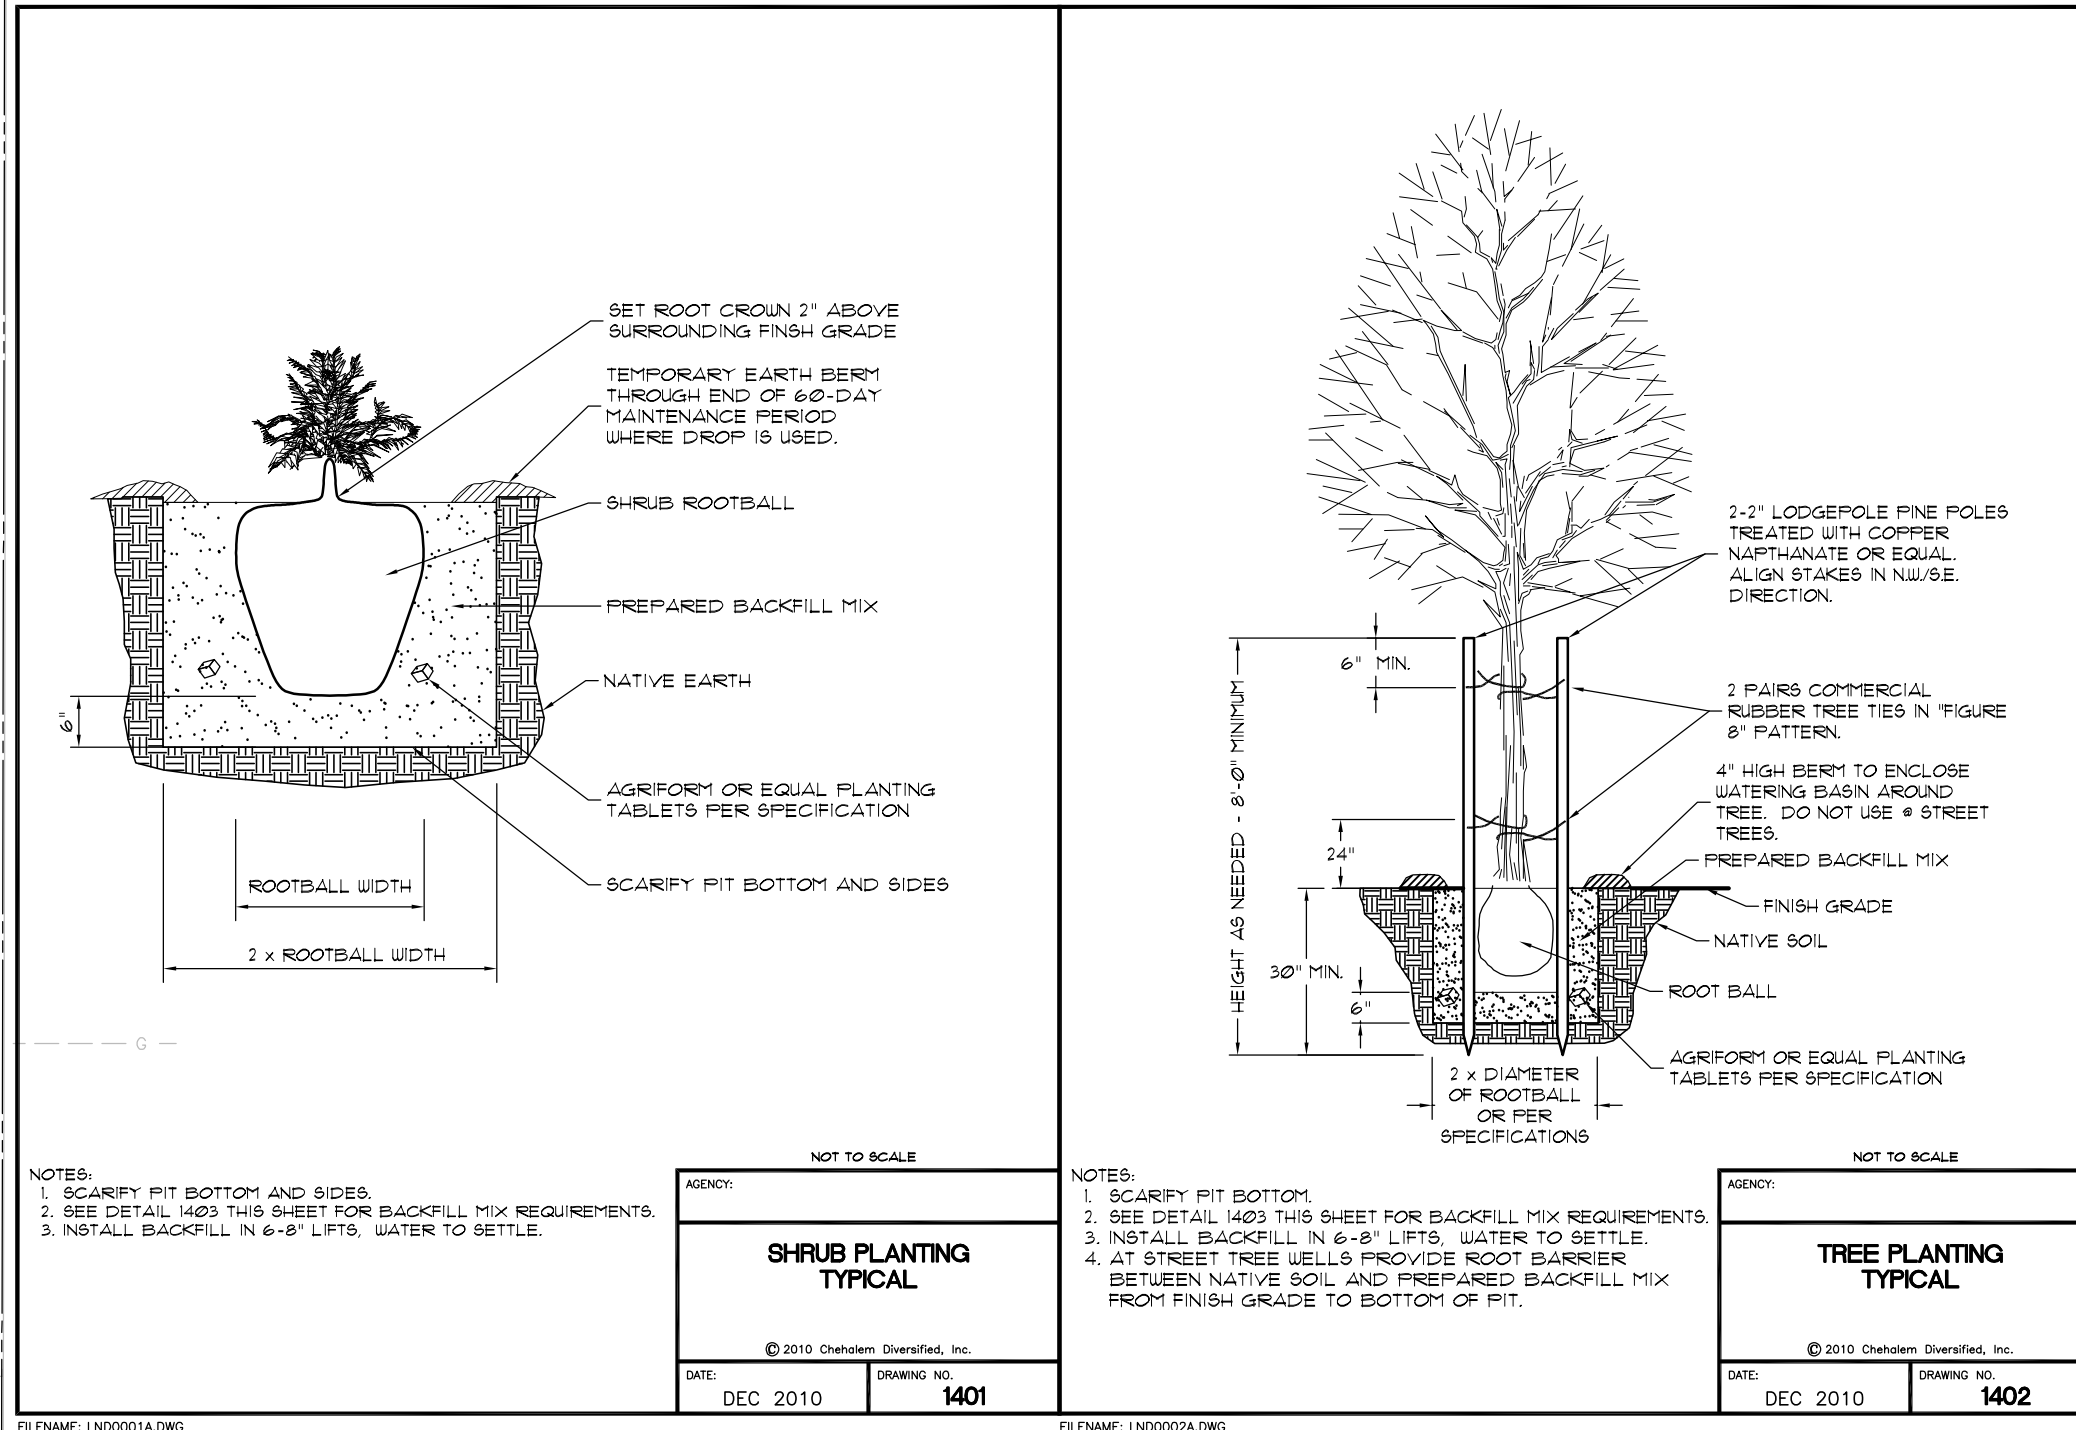 SET ROOT CROWN 2" ABOVE
SURROUNDING FINSH GRADE
TEMPORARY EARTH BERM
THROUGH END OF 60-DAY
MAINTENANCE PERIOD
WHERE DROP IS USED.
SHRUB ROOTBALL
PREPARED BACKFILL MIX
NATIVE EARTH
6"
AGRIFORM OR EQUAL PLANTING
TABLETS PER SPECIFICATION
SCARIFY PIT BOTTOM AND SIDES
ROOTBALL WIDTH
2 x ROOTBALL WIDTH
G
NOT TO SCALE
NOTES:
1. SCARIFY PIT BOTTOM AND SIDES.
2. SEE DETAIL 1403 THIS SHEET FOR BACKFILL MIX REQUIREMENTS.
3. INSTALL BACKFILL IN 6-8" LIFTS, WATER TO SETTLE.
AGENCY:
SHRUB PLANTING
TYPICAL
© 2010 Chehalem Diversified, Inc.
DATE:
DEC 2010
DRAWING NO.
1401
FILENAME: LND0001A.DWG
2-2" LODGEPOLE PINE POLES
TREATED WITH COPPER
NAPTHANATE OR EQUAL.
ALIGN STAKES IN N.W./S.E.
DIRECTION.
6" MIN.
2 PAIRS COMMERCIAL
RUBBER TREE TIES IN "FIGURE
8" PATTERN.
4" HIGH BERM TO ENCLOSE
WATERING BASIN AROUND
TREE. DO NOT USE @ STREET
TREES.
PREPARED BACKFILL MIX
HEIGHT AS NEEDED - 8'-0" MINIMUM
24"
FINISH GRADE
NATIVE SOIL
30" MIN.
ROOT BALL
6"
AGRIFORM OR EQUAL PLANTING
TABLETS PER SPECIFICATION
2 x DIAMETER
OF ROOTBALL
OR PER
SPECIFICATIONS
NOT TO SCALE
NOTES:
1. SCARIFY PIT BOTTOM.
2. SEE DETAIL 1403 THIS SHEET FOR BACKFILL MIX REQUIREMENTS.
3. INSTALL BACKFILL IN 6-8" LIFTS, WATER TO SETTLE.
4. AT STREET TREE WELLS PROVIDE ROOT BARRIER
BETWEEN NATIVE SOIL AND PREPARED BACKFILL MIX
FROM FINISH GRADE TO BOTTOM OF PIT.
AGENCY:
TREE PLANTING
TYPICAL
© 2010 Chehalem Diversified, Inc.
DATE:
DEC 2010
DRAWING NO.
1402
FILENAME: LND0002A.DWG